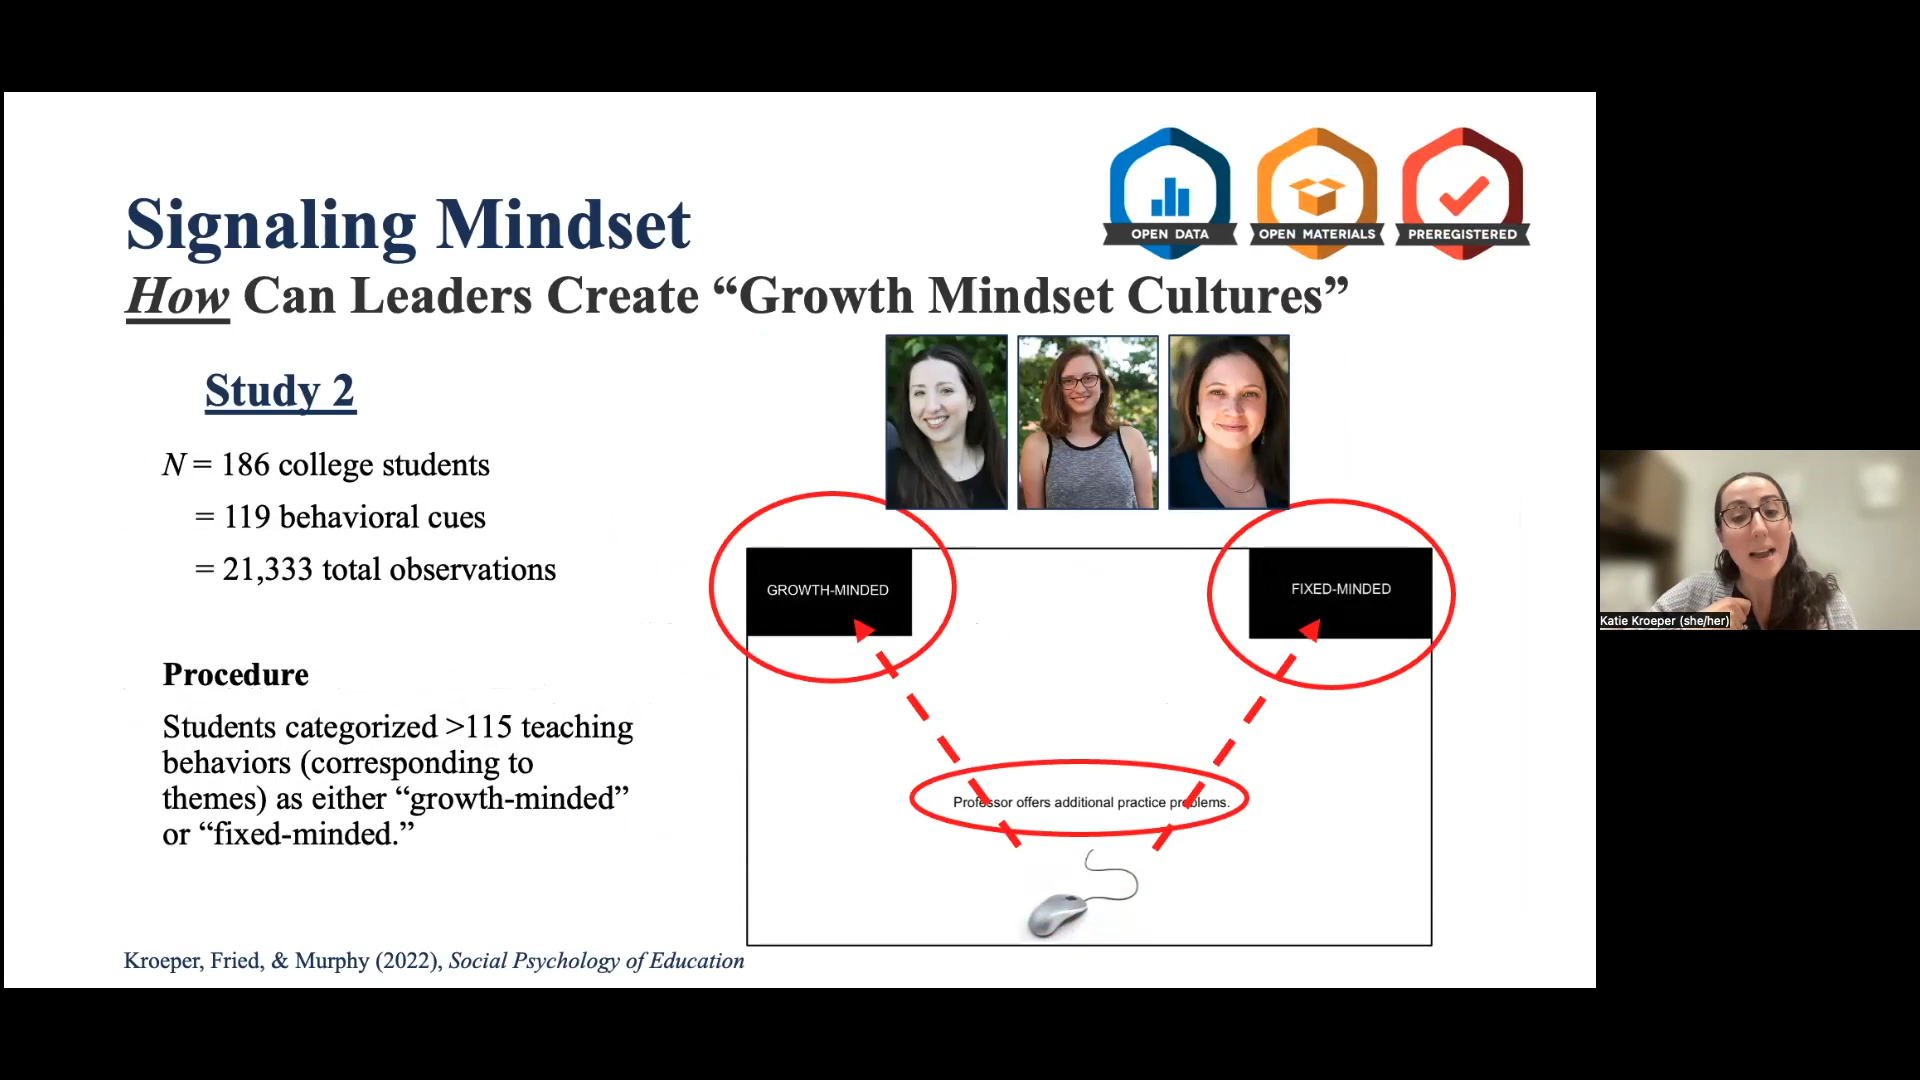 OPEN DATA
OPEN MATERIALS
PREREGISTERED
Signaling Mindset
How Can Leaders Create “Growth Mindset Cultures”
Study 2
N = 186 college students
= 119 behavioral cues
= 21,333 total observations
Procedure
Students categorized >115 teaching
behaviors (corresponding to
themes) as either “growth-minded”
or “fixed-minded.”
GROWTH-MINDED
FIXED-MINDED
Professor offers additional practice problems.
Kroeper, Fried, & Murphy (2022), Social Psychology of Education
Katie Kroeper (she/her)